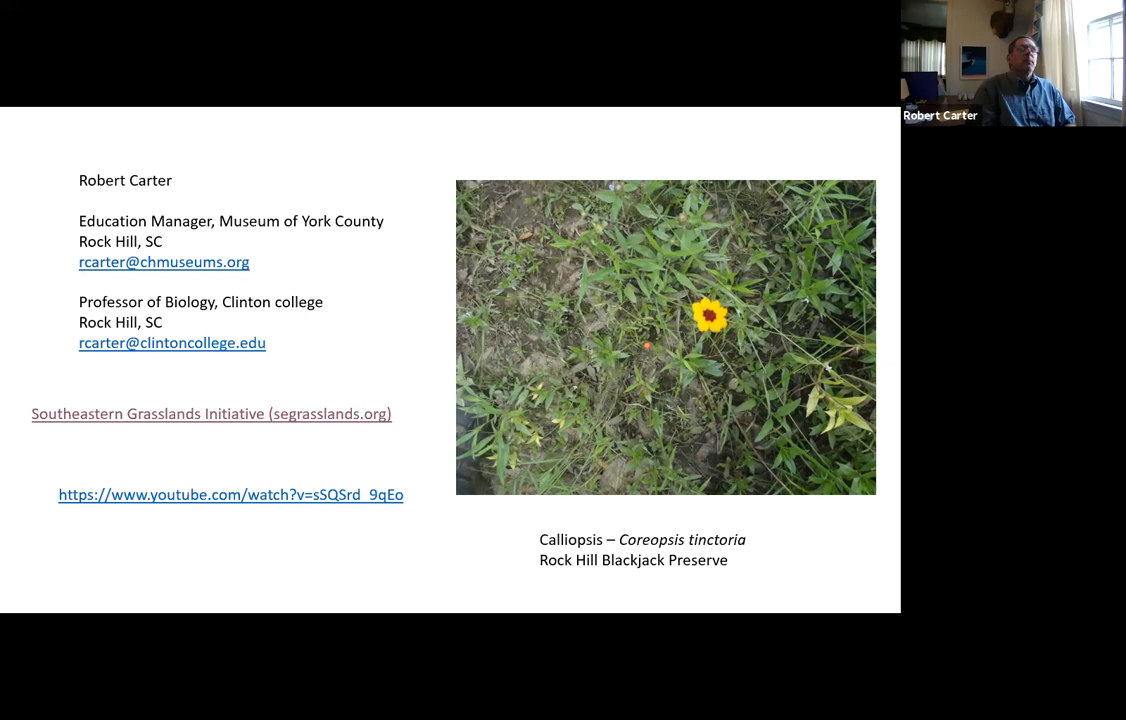 Robert Carter
Robert Carter
Education Manager, Museum of York County
Rock Hill, SC
rcarter@chmuseums.org
Professor of Biology, Clinton college
Rock Hill, SC
rcarter@clintoncollege.edu
Southeastern Grasslands Initiative (segrasslands.org)
https://www.youtube.com/watch?v=sSQSrd_9qEo
Calliopsis – Coreopsis tinctoria
Rock Hill Blackjack Preserve